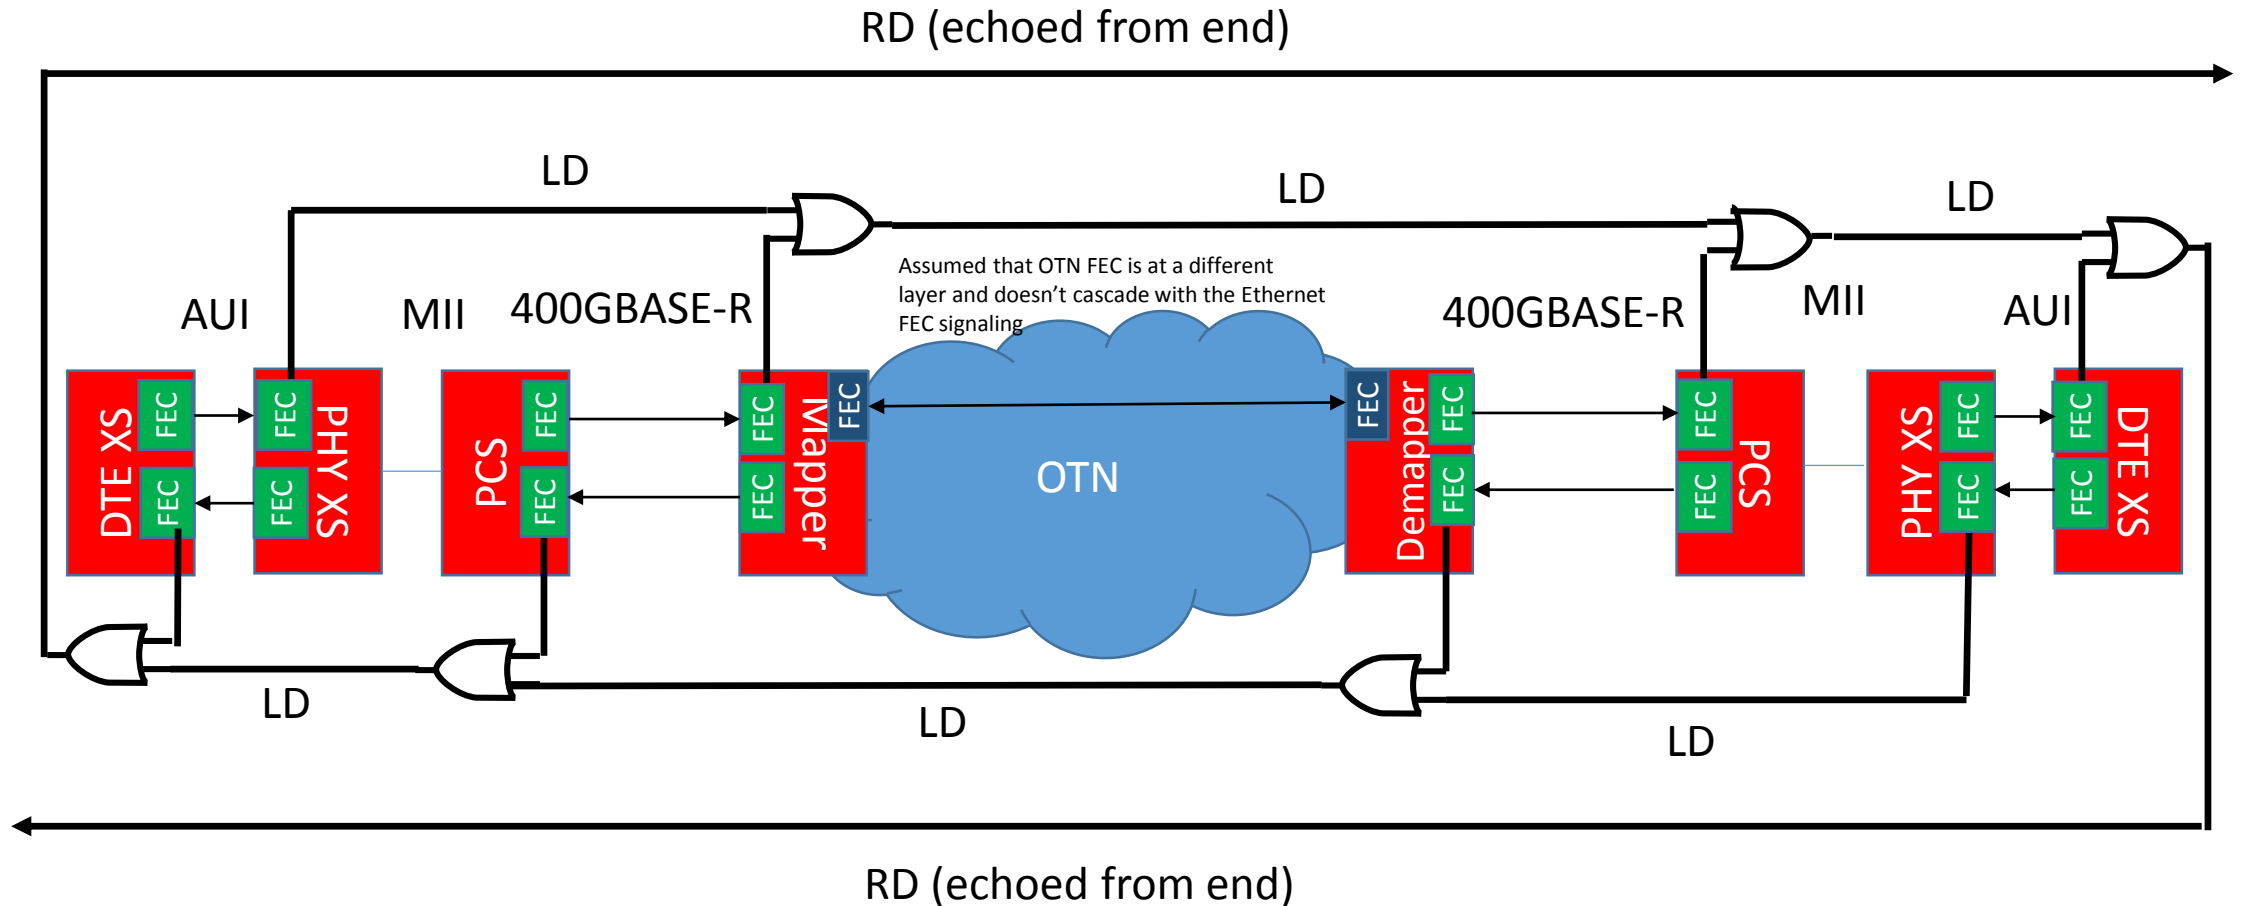 RD (echoed from end)
LD
LD
LD
Assumed that OTN FEC is at a different
layer and doesn't cascade with the Ethernet
FEC signaling
AUI
MII
400GBASE-R
400GBASE-R
MII
AUI
DTE XS
FEC
FEC
FEC
FEC
PHY XS
PCS
FEC
FEC
FEC
FEC
Mapper
FEC
OTN
FEC
Demapper
FEC
FEC
FEC
FEC
PCS
PHY XS
FEC
FEC
FEC
FEC
DTE XS
LD
LD
LD
RD (echoed from end)